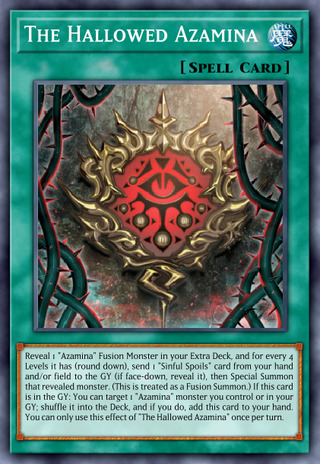 The Hallowed Azamina 魔
[Spell Card]
Reveal 1 "Azamina" Fusion Monster in your Extra Deck, and for every 4
Levels it has (round down), send 1 "Sinful Spoils" card from your hand
and/or field to the GY (if face-down, reveal it), then Special Summon
that revealed monster. (This is treated as a Fusion Summon.) If this card
is in the GY: You can target 1 "Azamina" monster you control or in your
GY; shuffle it into the Deck, and if you do, add this card to your hand.
You can only use this effect of "The Hallowed Azamina" once per turn.